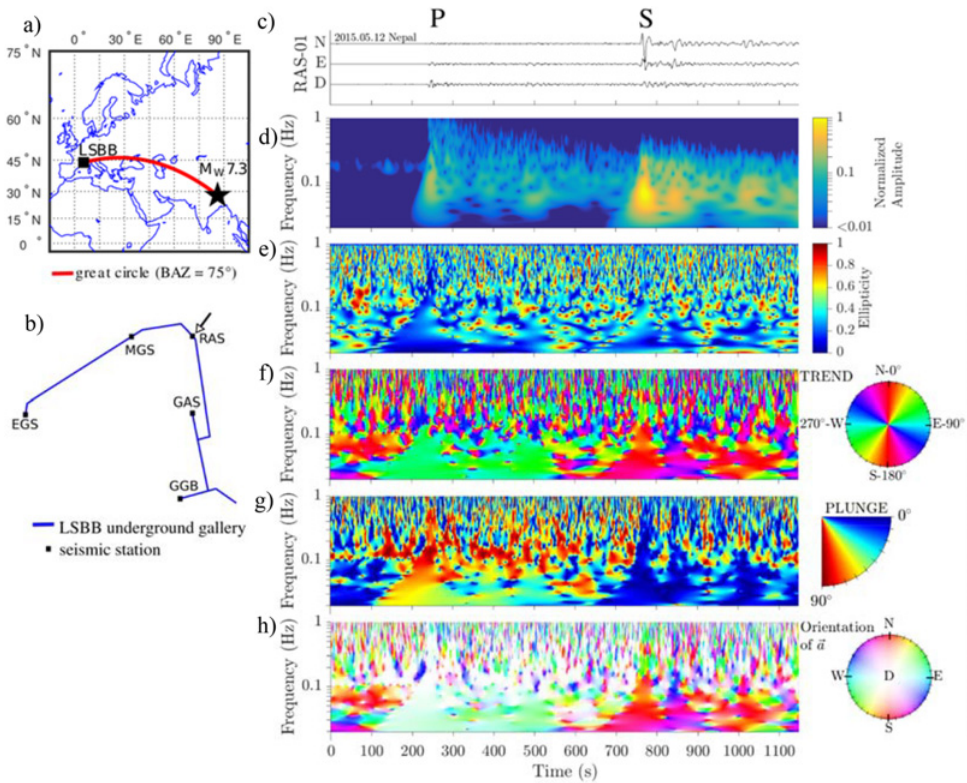 a)
75° N
60° N
45° N
30° N
15° N
0° N
0° E
30° E
60° E
90° E
LSBB
Mw7.3
great circle (BAZ = 75°)
b)
MGS
RAS
GAS
EGS
GGB
LSBB underground gallery
seismic station
P S
c)
RAS-01
N
E
D
2015.05.12 Nepal
d)
Frequency (Hz)
1
0.1
1
0.1
<0.01
Normalized
Amplitude
e)
Frequency (Hz)
1
0.1
1
0.8
0.6
0.4
0.2
0
Ellipticity
f)
Frequency (Hz)
1
0.1
TREND
N-0°
270°-W
E-90°
S-180°
g)
Frequency (Hz)
1
0.1
PLUNGE
0°
90°
h)
Frequency (Hz)
1
0.1
Orientation
of a⃗
N
W D E
S
0 100 200 300 400 500 600 700 800 900 1000 1100
Time (s)